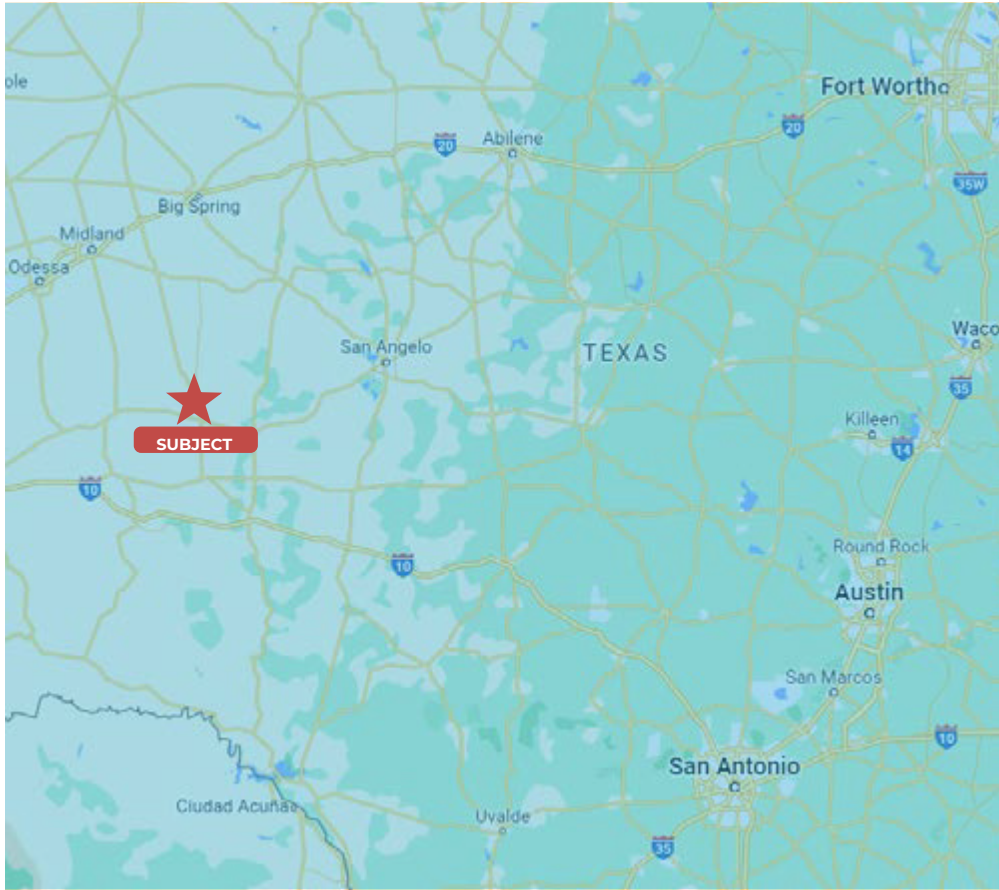 ole
Fort Worth
20
20
Abilene
35W
Big Spring
Midland
Odessa
Waco
San Angelo
TEXAS
35
Killeen
14
SUBJECT
10
Round Rock
10
Austin
San Marcos
10
San Antonio
Ciudad Acuña
Uvalde
35